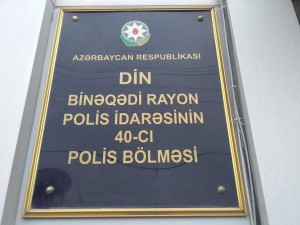 AZƏRBAYCAN RESPUBLİKASI
DİN
BİNƏQƏDİ RAYON
POLİS İDARƏSİNİN
40-CI
POLİS BÖLMƏSİ